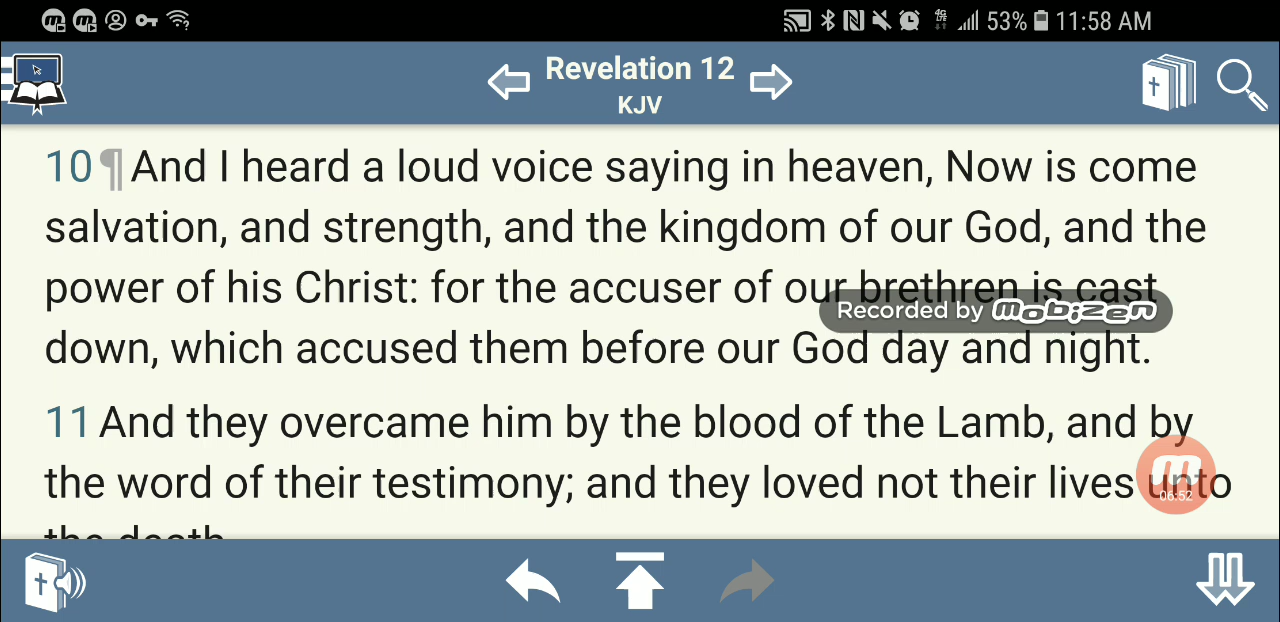 53% 11:58 AM
Revelation 12
KJV
10 ¶ And I heard a loud voice saying in heaven, Now is come
salvation, and strength, and the kingdom of our God, and the
power of his Christ: for the accuser of our brethren is cast
Recorded by mobizen
down, which accused them before our God day and night.
11 And they overcame him by the blood of the Lamb, and by
the word of their testimony; and they loved not their lives unto
06:52
the death